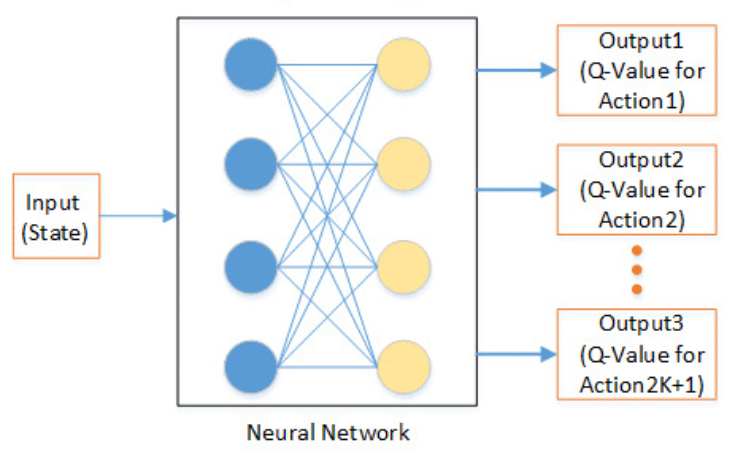 Input
(State)
Output1
(Q-Value for
Action1)
Output2
(Q-Value for
Action2)
Output3
(Q-Value for
Action2K+1)
Neural Network